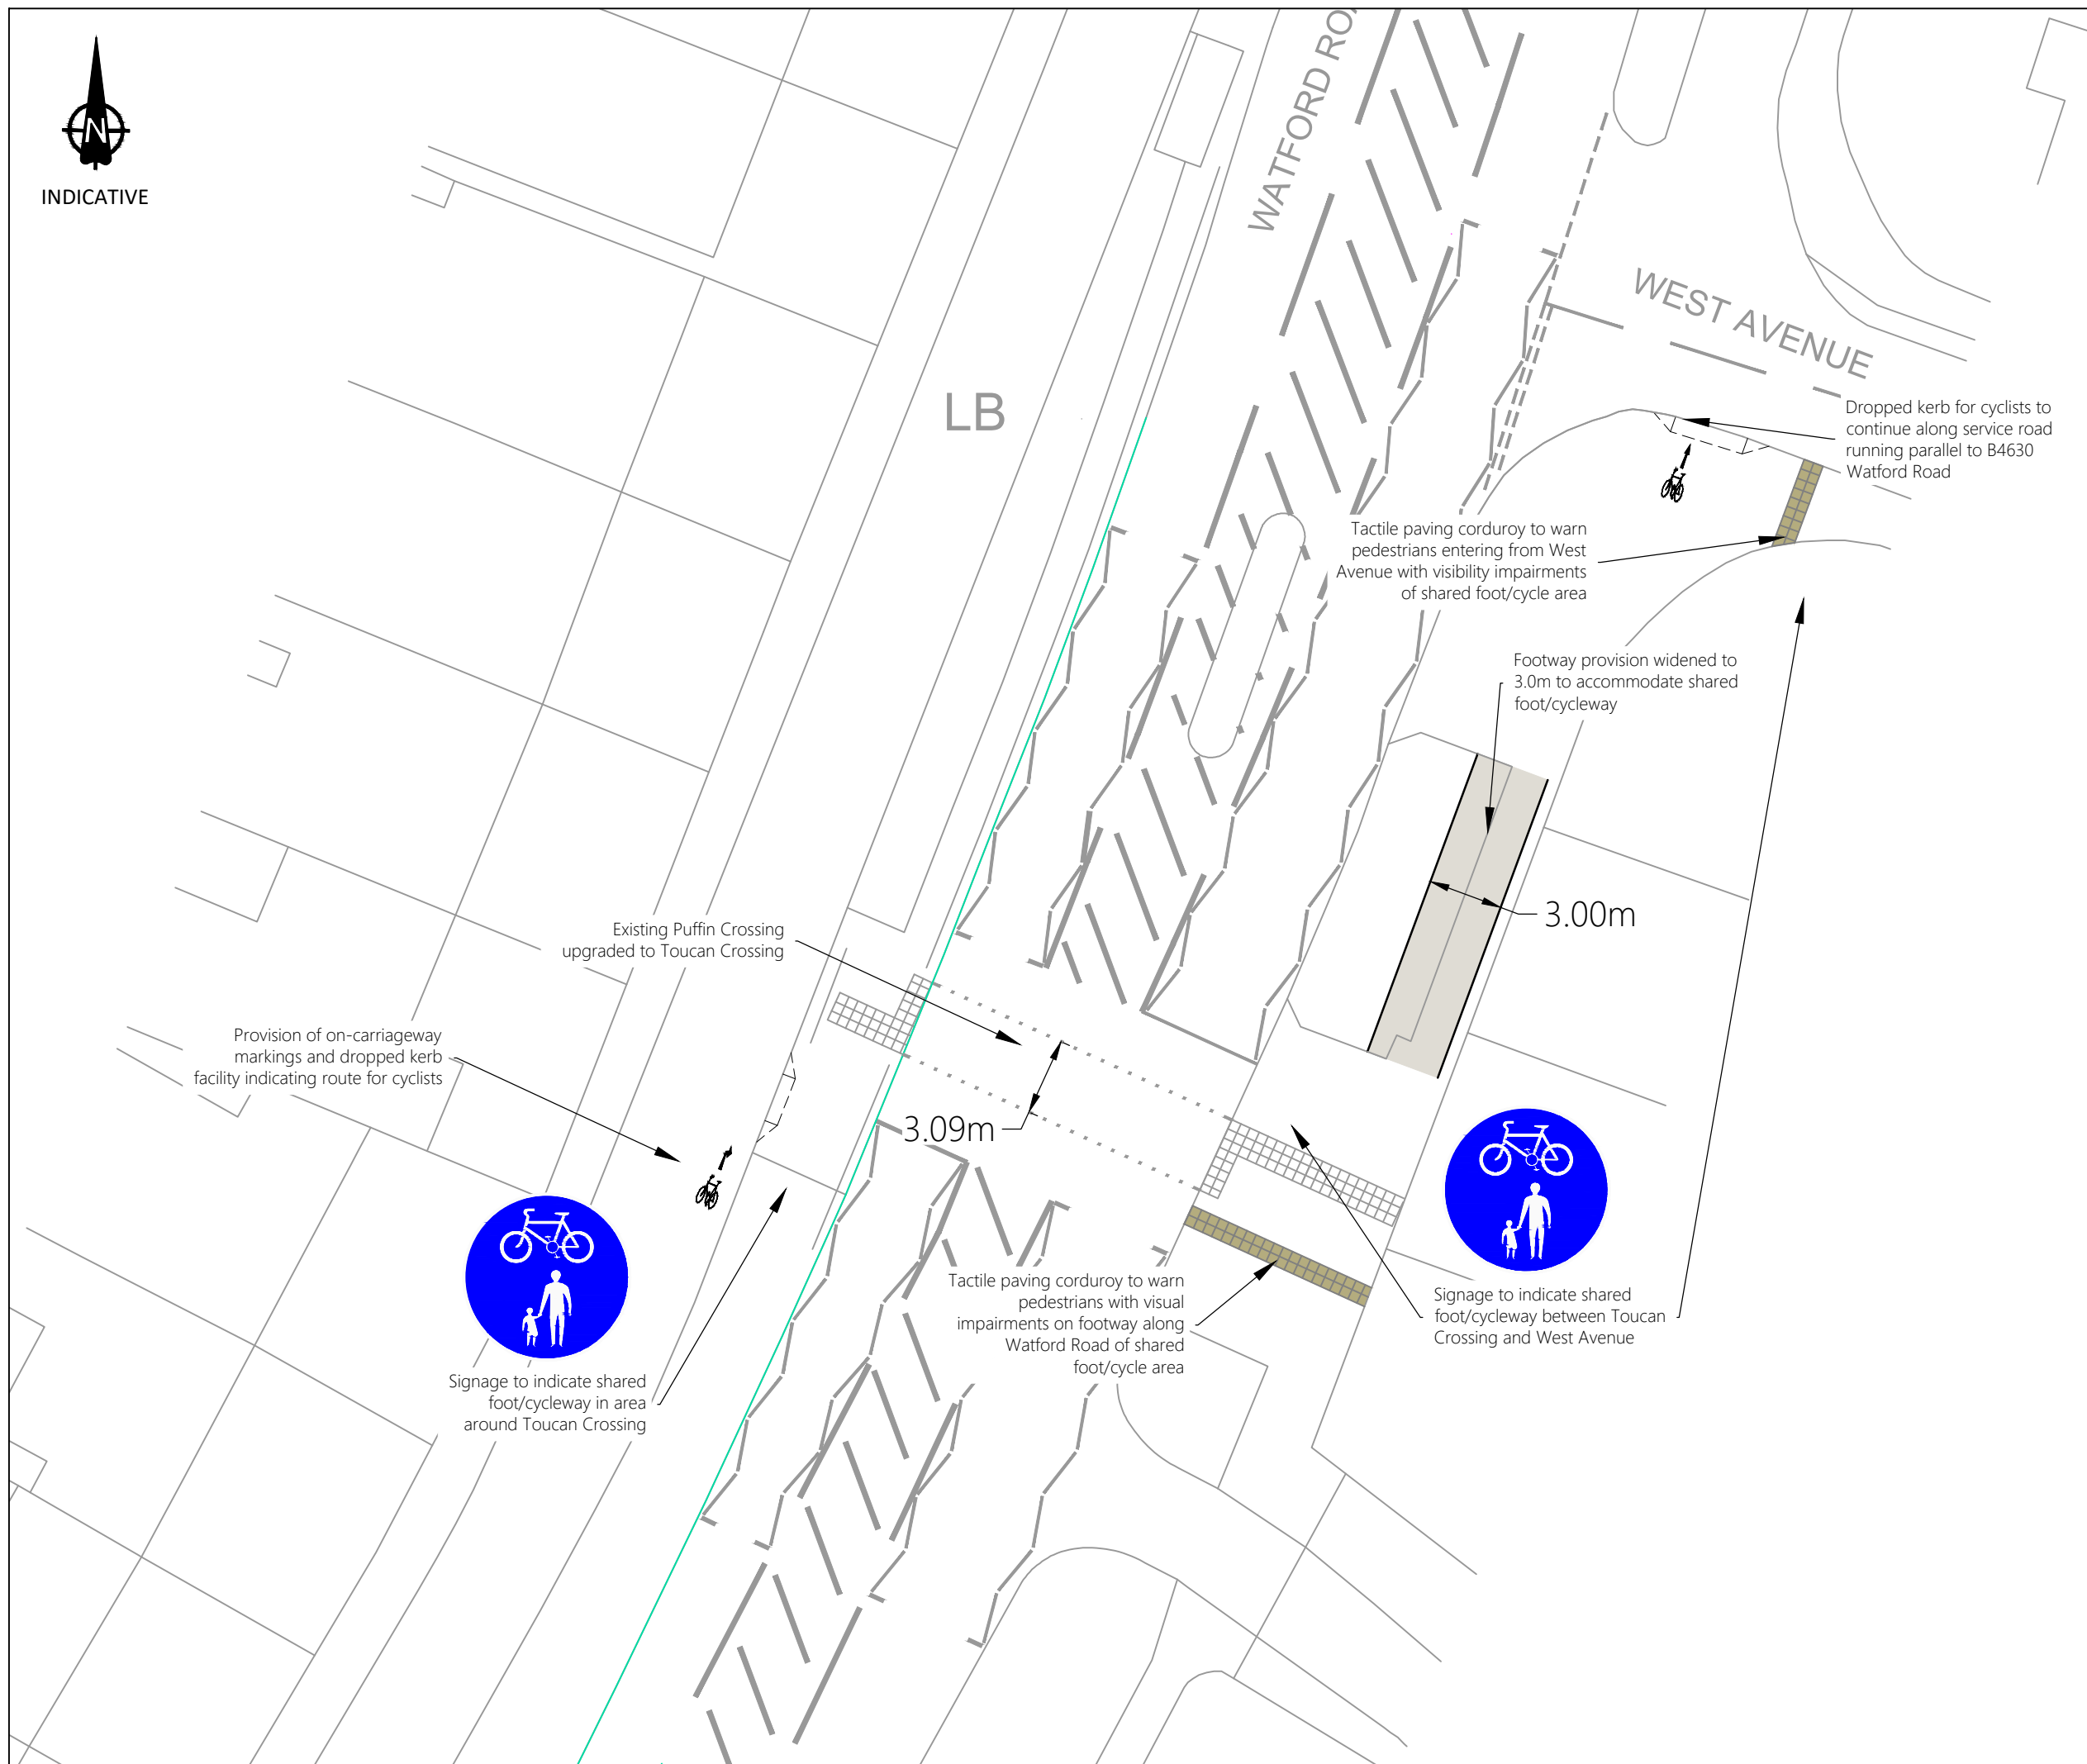 N
INDICATIVE
WATFORD
WEST AVENUE
LB
Dropped kerb for cyclists to
continue along service road
running parallel to B4630
Watford Road
Tactile paving corduroy to warn
pedestrians entering from West
Avenue with visibility impairments
of shared foot/cycle area
Footway provision widened to
3.0m to accommodate shared
foot/cycleway
3.00m
Existing Puffin Crossing
upgraded to Toucan Crossing
Provision of on-carriageway
markings and dropped kerb
facility indicating route for cyclists
3.09m
Tactile paving corduroy to warn
pedestrians with visual
impairments on footway along
Watford Road of shared
foot/cycle area
Signage to indicate shared
foot/cycleway between Toucan
Crossing and West Avenue
Signage to indicate shared
foot/cycleway in area
around Toucan Crossing